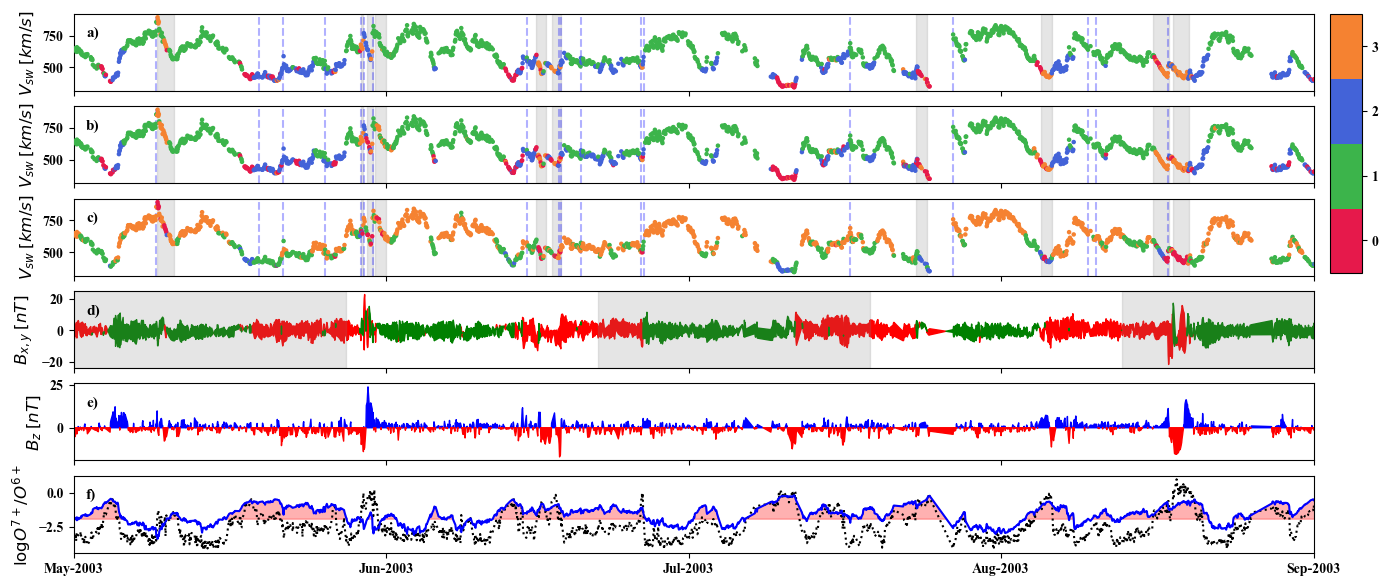 V_sw [km/s]
750
500
a)
V_sw [km/s]
750
500
b)
V_sw [km/s]
750
500
c)
3
2
1
0
B_x,y [nT]
20
0
−20
d)
B_z [nT]
25
0
e)
logO^7+/O^6+
0.0
−2.5
f)
May-2003 Jun-2003 Jul-2003 Aug-2003 Sep-2003